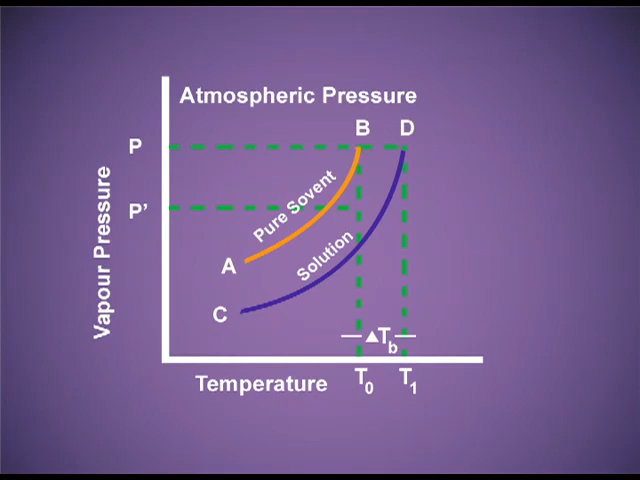 Atmospheric Pressure
B D
P
P'
Pure Sovent
A
Solution
C
Vapour Pressure
▲Tb
Temperature
T0 T1